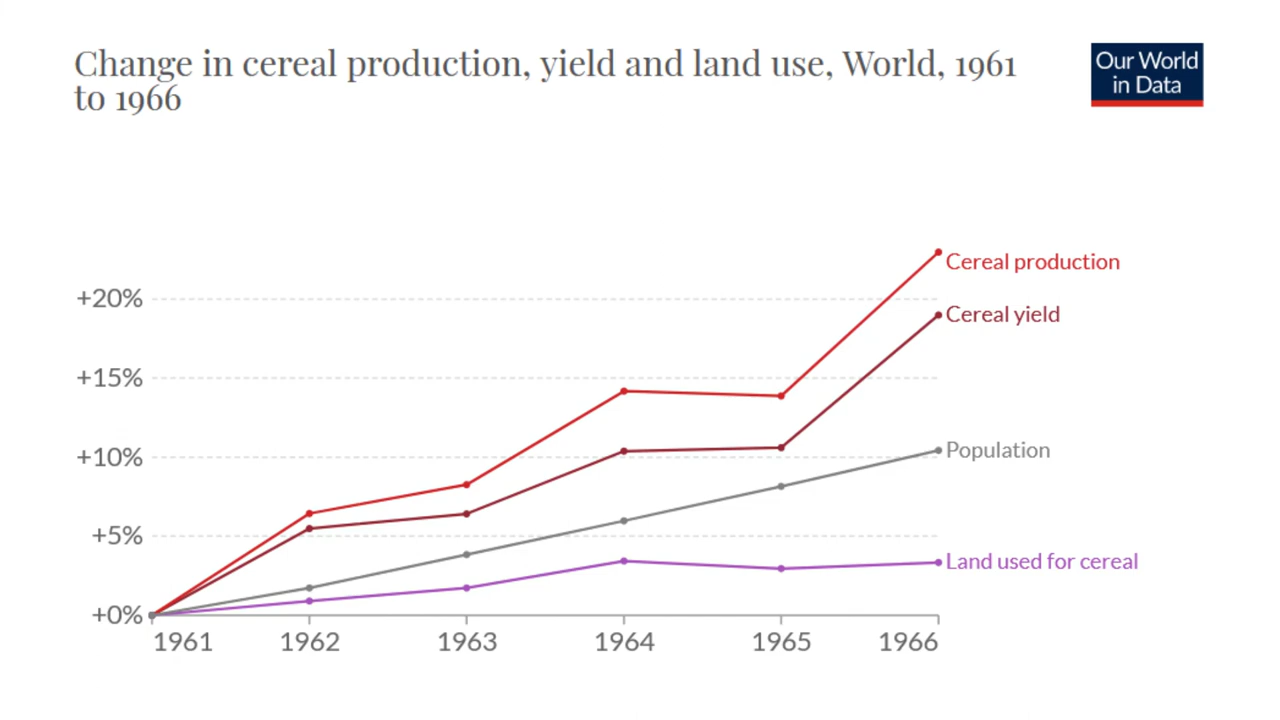 Change in cereal production, yield and land use, World, 1961
to 1966
Our World
in Data
Cereal production
+20%
Cereal yield
+15%
+10%
Population
+5%
Land used for cereal
+0%
1961 1962 1963 1964 1965 1966